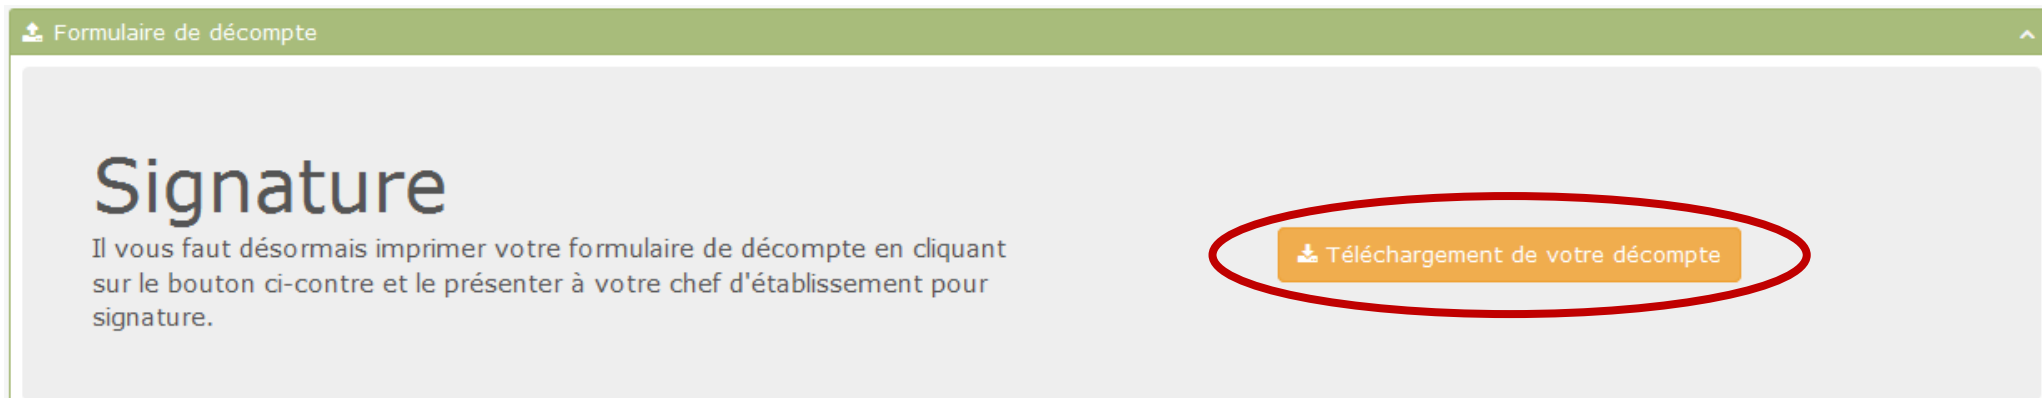 Formulaire de décompte
Signature
Il vous faut désormais imprimer votre formulaire de décompte en cliquant
sur le bouton ci-contre et le présenter à votre chef d'établissement pour
signature.
Téléchargement de votre décompte